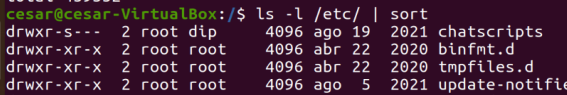 cesar@cesar-VirtualBox:/$ ls -l /etc/ | sort
drwxr-s--- 2 root dip 4096 ago 19 2021 chatscripts
drwxr-xr-x 2 root root 4096 abr 22 2020 binfmt.d
drwxr-xr-x 2 root root 4096 abr 22 2020 tmpfiles.d
drwxr-xr-x 2 root root 4096 ago 5 2021 update-notifie